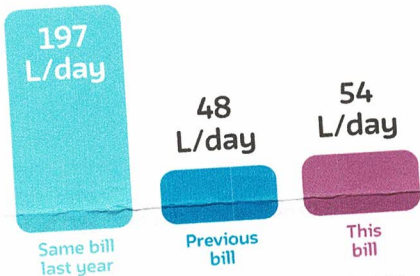 197
L/day
48
L/day
54
L/day
Same bill
last year
Previous
bill
This
bill